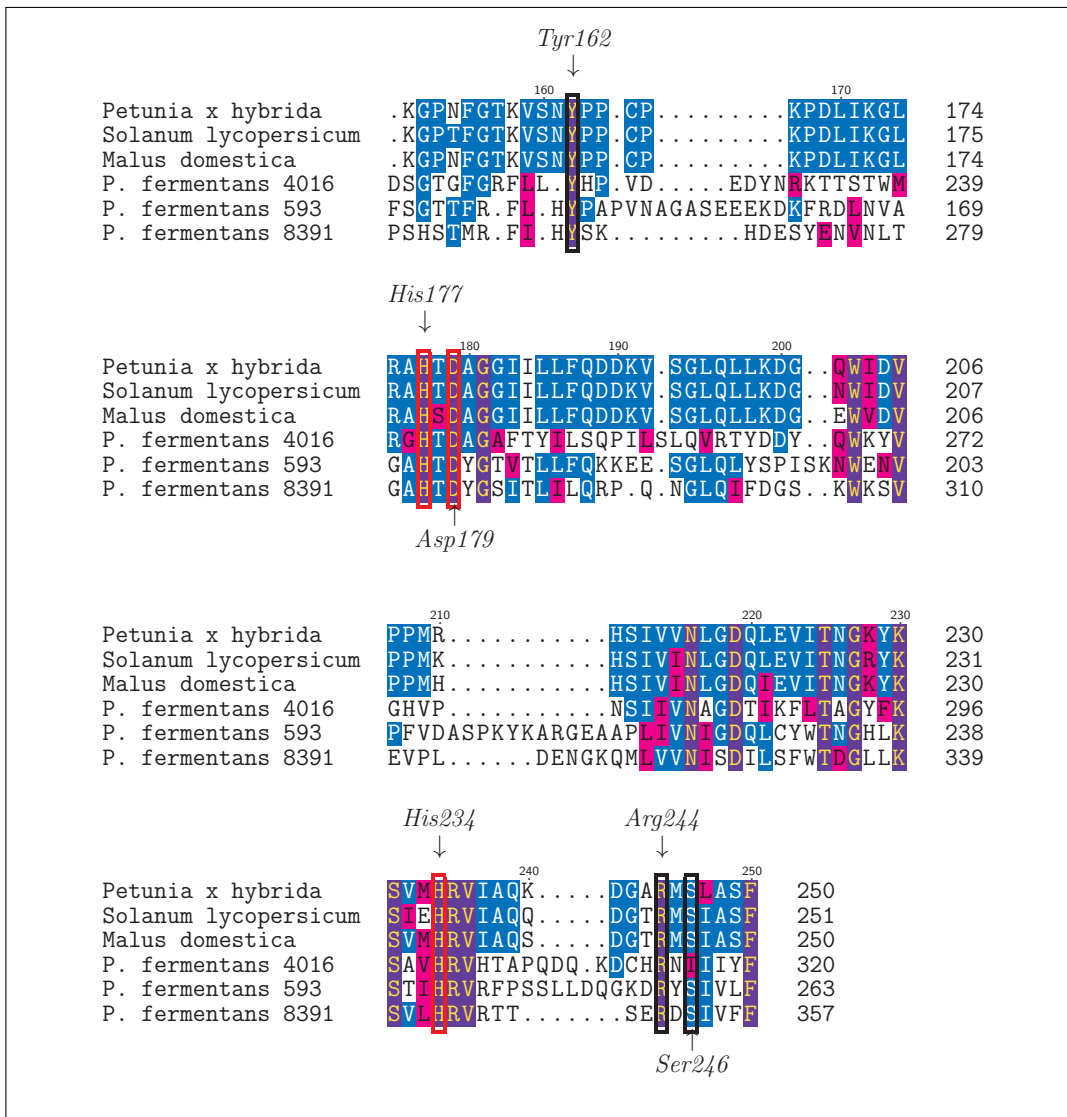 Tyr162
↓
160 170
Petunia x hybrida .KGPNFGTKVSNYPP.CP.........KPDLIKGL 174
Solanum lycopersicum .KGPTFGTKVSNYPP.CP.........KPDLIKGL 175
Malus domestica .KGPNFGTKVSNYPP.CP.........KPDLIKGL 174
P. fermentans 4016 DSGTGFGRFLL.YHP.VD.....EDYNRKTTSTWM 239
P. fermentans 593 FSGTTFR.FL.HYPAPVNAGASEEEKDKFRDLNVA 169
P. fermentans 8391 PSHSTMR.FI.HYSK........HDESYENVNLT 279
His177
↓
180 190 200
Petunia x hybrida RAHTDAGGIILLFQDDKV.SGLQLLKDG..QWIDV 206
Solanum lycopersicum RAHTDAGGIILLFQDDKV.SGLQLLKDG..NWIDV 207
Malus domestica RAHSDAGGIILLFQDDKV.SGLQLLKDG..EWVDV 206
P. fermentans 4016 RGHTDAGAFTYILSQPILSLQVRTYDDY..QWKYV 272
P. fermentans 593 GAHTDYGTVTLLFQKKEE.SGLQLYSPISKNWENV 203
P. fermentans 8391 GAHTDYGSITLILQRP.Q.NGLQIFDGS..KWKSV 310
↑
Asp179
210 220 230
Petunia x hybrida PPMR...........HSIVVNLGDQLEVITNGKYK 230
Solanum lycopersicum PPMK...........HSIVINLGDQLEVITNGRYK 231
Malus domestica PPMH...........HSIVINLGDQIEVITNGKYK 230
P. fermentans 4016 GHVP...........NSIIVNAGDTIKFLTAGYFK 296
P. fermentans 593 PFVDASPKYKARGEAAPLIVNIGDQLCYWTNGHLK 238
P. fermentans 8391 EVPL......DENGKQMLVVNISDILSFWTDGLLK 339
His234 Arg244
↓ ↓
240 250
Petunia x hybrida SVMHRVIAQK.....DGARMSLASF 250
Solanum lycopersicum SIEHRVIAQQ.....DGTRMSIASF 251
Malus domestica SVMHRVIAQS.....DGTRMSIASF 250
P. fermentans 4016 SAVHRVHTAPQDQ.KDCHRNTIIYF 320
P. fermentans 593 STIHRVRFPSSLLDQGKDRYSIVLF 263
P. fermentans 8391 SVLHRVRTT.......SERDSIVFF 357
↑
Ser246